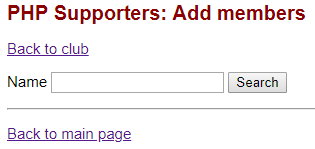 PHP Supporters: Add members
Back to club
Name Search
Back to main page